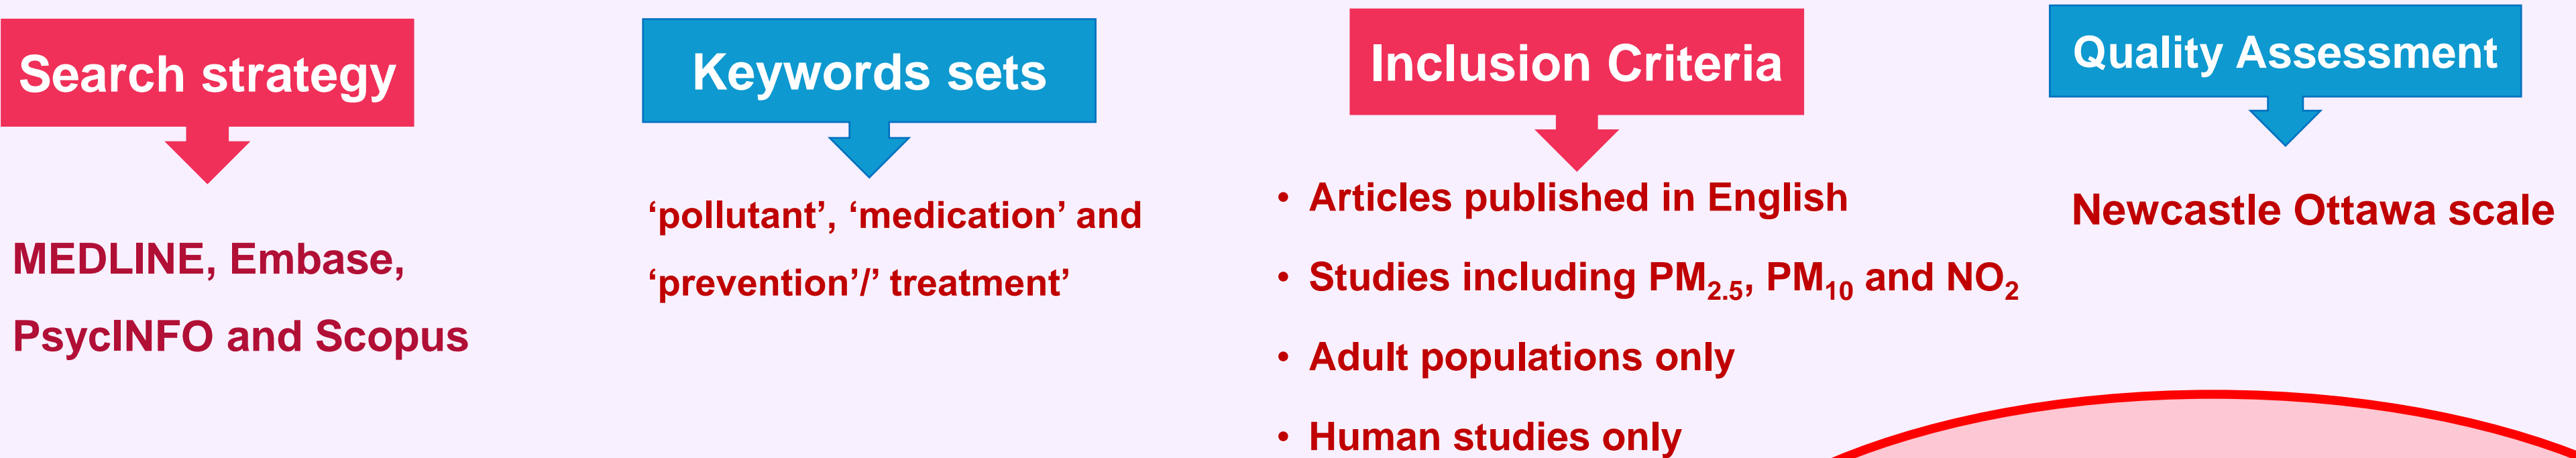 Search strategy
MEDLINE, Embase,
PsycINFO and Scopus
Keywords sets
‘pollutant’, ‘medication’ and
‘prevention’/’ treatment’
Inclusion Criteria
• Articles published in English
• Studies including PM₂.₅, PM₁₀ and NO₂
• Adult populations only
• Human studies only
Quality Assessment
Newcastle Ottawa scale